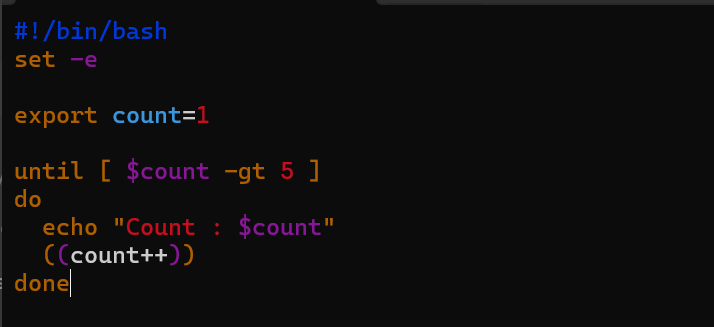 #!/bin/bash
set -e

export count=1

until [ $count -gt 5 ]
do
  echo "Count : $count"
  ((count++))
done